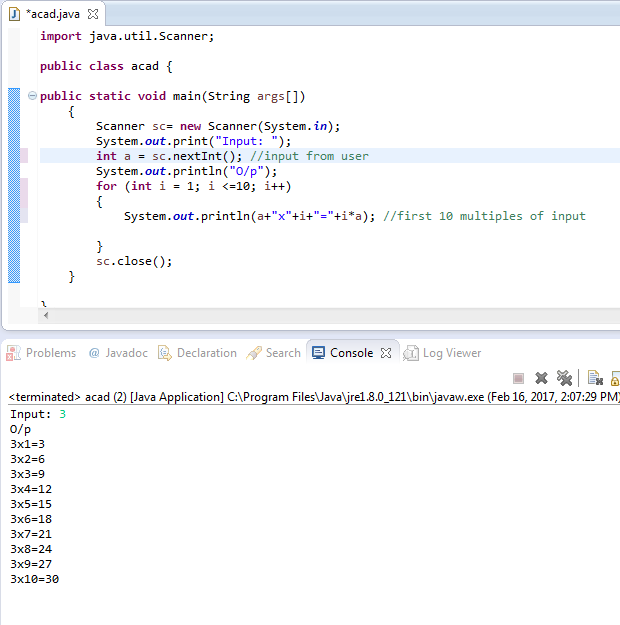 *acad.java
import java.util.Scanner;
public class acad {
public static void main(String args[])
{
Scanner sc= new Scanner(System.in);
System.out.print("Input: ");
int a = sc.nextInt(); //input from user
System.out.println("O/p");
for (int i = 1; i <=10; i++)
{
System.out.println(a+"x"+i+"="+i*a); //first 10 multiples of input
}
sc.close();
}
}
Problems @ Javadoc Declaration Search Console Log Viewer
<terminated> acad (2) [Java Application] C:\Program Files\Java\jre1.8.0_121\bin\javaw.exe (Feb 16, 2017, 2:07:29 PM)
Input: 3
O/p
3x1=3
3x2=6
3x3=9
3x4=12
3x5=15
3x6=18
3x7=21
3x8=24
3x9=27
3x10=30